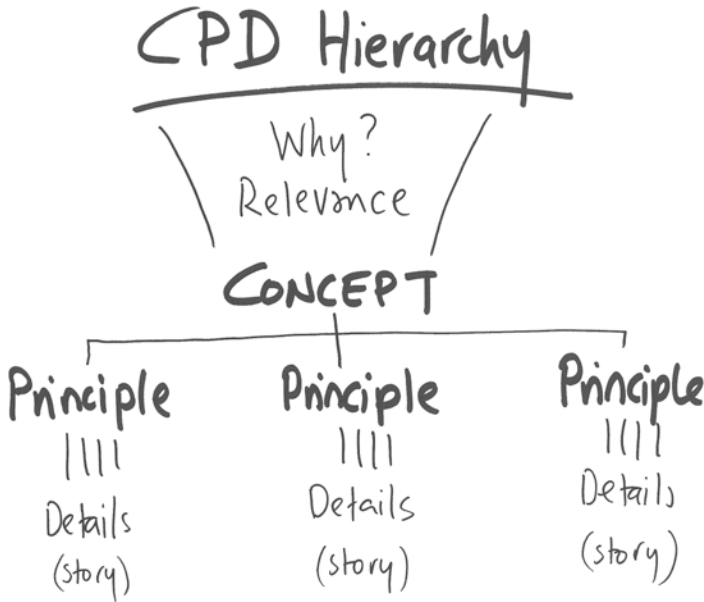 CPD Hierarchy
Why?
Relevance
CONCEPT
Principle Principle Principle
Details Details Details
(story) (story) (story)